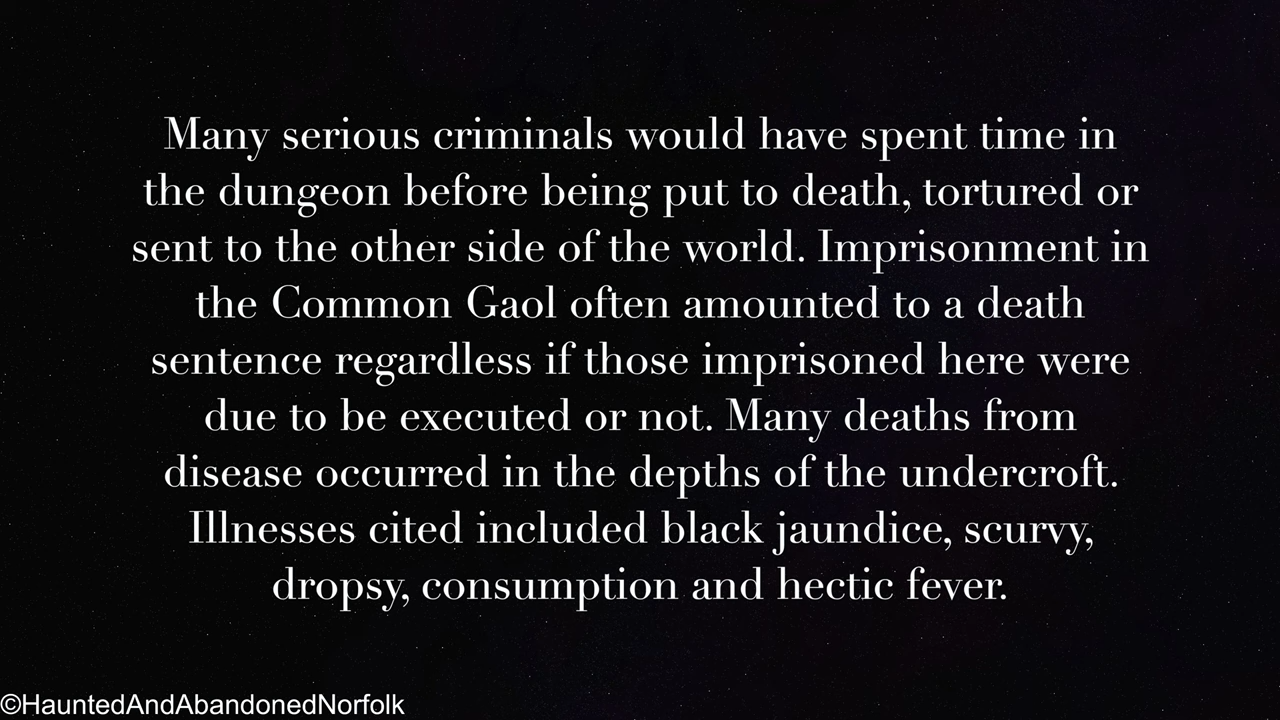 Many serious criminals would have spent time in
the dungeon before being put to death, tortured or
sent to the other side of the world. Imprisonment in
the Common Gaol often amounted to a death
sentence regardless if those imprisoned here were
due to be executed or not. Many deaths from
disease occurred in the depths of the undercroft.
Illnesses cited included black jaundice, scurvy,
dropsy, consumption and hectic fever.
©HauntedAndAbandonedNorfolk